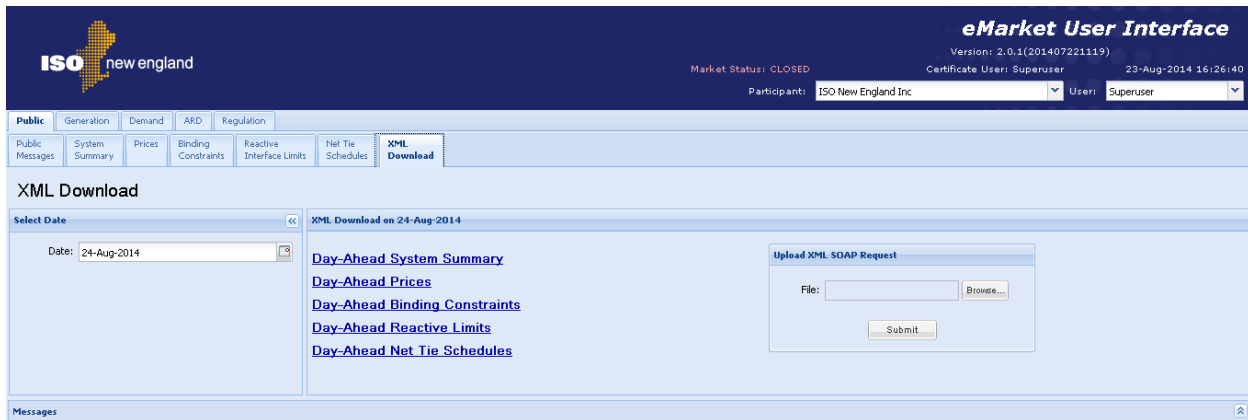 eMarket User Interface
ISO new england
Version: 2.0.1(201407221119)
Market Status: CLOSED Certificate User: Superuser 23-Aug-2014 16:26:40
Participant: ISO New England Inc User: Superuser
Public Generation Demand ARD Regulation
Public Messages System Summary Prices Binding Constraints Reactive Interface Limits Net Tie Schedules XML Download
XML Download
Select Date
XML Download on 24-Aug-2014
Date: 24-Aug-2014
Day-Ahead System Summary
Day-Ahead Prices
Day-Ahead Binding Constraints
Day-Ahead Reactive Limits
Day-Ahead Net Tie Schedules
Upload XML SOAP Request
File: Browse...
Submit
Messages